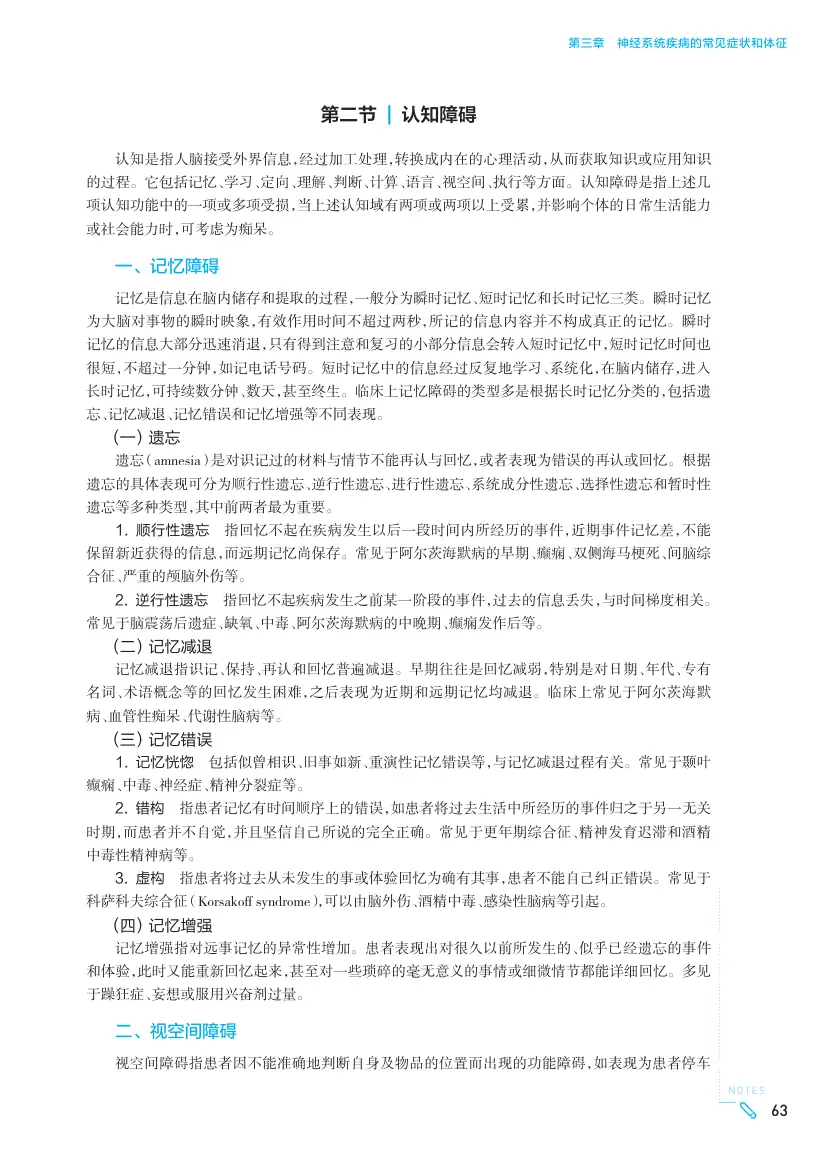 第三章 神经系统疾病的常见症状和体征
第二节 | 认知障碍
认知是指人脑接受外界信息,经过加工处理,转换成内在的心理活动,从而获取知识或应用知识
的过程。它包括记忆、学习、定向、理解、判断、计算、语言、视空间、执行等方面。认知障碍是指上述几
项认知功能中的一项或多项受损,当上述认知域有两项或两项以上受累,并影响个体的日常生活能力
或社会能力时,可考虑为痴呆。
一、记忆障碍
记忆是信息在脑内储存和提取的过程,一般分为瞬时记忆、短时记忆和长时记忆三类。瞬时记忆
为大脑对事物的瞬时映象,有效作用时间不超过两秒,所记的信息内容并不构成真正的记忆。瞬时
记忆的信息大部分迅速消退,只有得到注意和复习的小部分信息会转入短时记忆中,短时记忆时间也
很短,不超过一分钟,如记电话号码。短时记忆中的信息经过反复地学习、系统化,在脑内储存,进入
长时记忆,可持续数分钟、数天,甚至终生。临床上记忆障碍的类型多是根据长时记忆分类的,包括遗
忘、记忆减退、记忆错误和记忆增强等不同表现。
(一)遗忘
遗忘(amnesia)是对识记过的材料与情节不能再认与回忆,或者表现为错误的再认或回忆。根据
遗忘的具体表现可分为顺行性遗忘、逆行性遗忘、进行性遗忘、系统成分性遗忘、选择性遗忘和暂时性
遗忘等多种类型,其中前两者最为重要。
1. 顺行性遗忘 指回忆不起在疾病发生以后一段时间内所经历的事件,近期事件记忆差,不能
保留新近获得的信息,而远期记忆尚保存。常见于阿尔茨海默病的早期、癫痫、双侧海马梗死、间脑综
合征、严重的颅脑外伤等。
2. 逆行性遗忘 指回忆不起疾病发生之前某一阶段的事件,过去的信息丢失,与时间梯度相关。
常见于脑震荡后遗症、缺氧、中毒、阿尔茨海默病的中晚期、癫痫发作后等。
(二)记忆减退
记忆减退指识记、保持、再认和回忆普遍减退。早期往往是回忆减弱,特别是对日期、年代、专有
名词、术语概念等的回忆发生困难,之后表现为近期和远期记忆均减退。临床上常见于阿尔茨海默
病、血管性痴呆、代谢性脑病等。
(三)记忆错误
1. 记忆恍惚 包括似曾相识、旧事如新、重演性记忆错误等,与记忆减退过程有关。常见于颞叶
癫痫、中毒、神经症、精神分裂症等。
2. 错构 指患者记忆有时间顺序上的错误,如患者将过去生活中所经历的事件归之于另一无关
时期,而患者并不自觉,并且坚信自己所说的完全正确。常见于更年期综合征、精神发育迟滞和酒精
中毒性精神病等。
3. 虚构 指患者将过去从未发生的事或体验回忆为确有其事,患者不能自己纠正错误。常见于
科萨科夫综合征(Korsakoff syndrome),可以由脑外伤、酒精中毒、感染性脑病等引起。
(四)记忆增强
记忆增强指对远事记忆的异常性增加。患者表现出对很久以前所发生的、似乎已经遗忘的事件
和体验,此时又能重新回忆起来,甚至对一些琐碎的毫无意义的事情或细微情节都能详细回忆。多见
于躁狂症、妄想或服用兴奋剂过量。
二、视空间障碍
视空间障碍指患者因不能准确地判断自身及物品的位置而出现的功能障碍,如表现为患者停车
NOTES
63